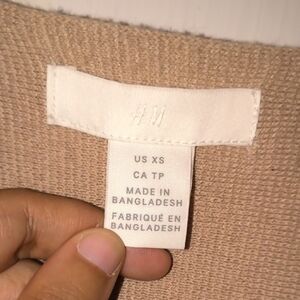 H&M
US XS
CA TP
MADE IN
BANGLADESH
FABRIQUÉ EN
BANGLADESH